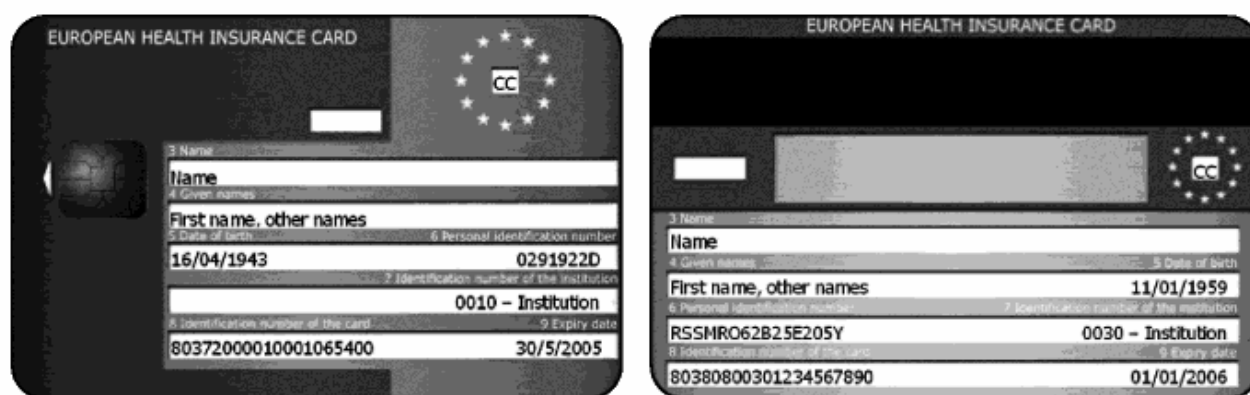 EUROPEAN HEALTH INSURANCE CARD
CC
3 Name
Name
4 Given names
First name, other names
5 Date of birth 6 Personal identification number
16/04/1943 0291922D
7 Identification number of the institution
0010 – Institution
8 Identification number of the card 9 Expiry date
80372000010001065400 30/5/2005
EUROPEAN HEALTH INSURANCE CARD
CC
3 Name
Name
4 Given names 5 Date of birth
First name, other names 11/01/1959
6 Personal identification number 7 Identification number of the institution
RSSMRO62B25E205Y 0030 – Institution
8 Identification number of the card 9 Expiry date
80380800301234567890 01/01/2006